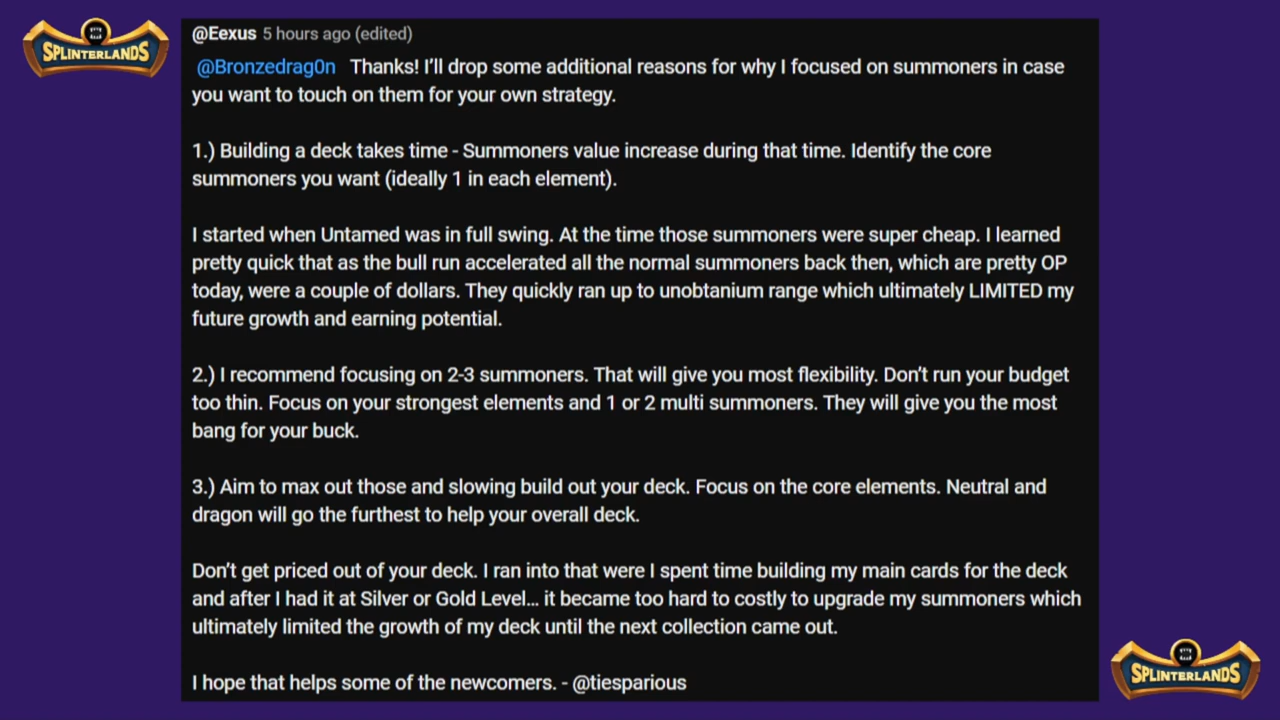 SPLINTERLANDS
@Eexus 5 hours ago (edited)
@Bronzedrag0n Thanks! I'll drop some additional reasons for why I focused on summoners in case
you want to touch on them for your own strategy.
1.) Building a deck takes time - Summoners value increase during that time. Identify the core
summoners you want (ideally 1 in each element).
I started when Untamed was in full swing. At the time those summoners were super cheap. I learned
pretty quick that as the bull run accelerated all the normal summoners back then, which are pretty OP
today, were a couple of dollars. They quickly ran up to unobtanium range which ultimately LIMITED my
future growth and earning potential.
2.) I recommend focusing on 2-3 summoners. That will give you most flexibility. Don't run your budget
too thin. Focus on your strongest elements and 1 or 2 multi summoners. They will give you the most
bang for your buck.
3.) Aim to max out those and slowing build out your deck. Focus on the core elements. Neutral and
dragon will go the furthest to help your overall deck.
Don't get priced out of your deck. I ran into that were I spent time building my main cards for the deck
and after I had it at Silver or Gold Level... it became too hard to costly to upgrade my summoners which
ultimately limited the growth of my deck until the next collection came out.
I hope that helps some of the newcomers. - @tiesparious
SPLINTERLANDS